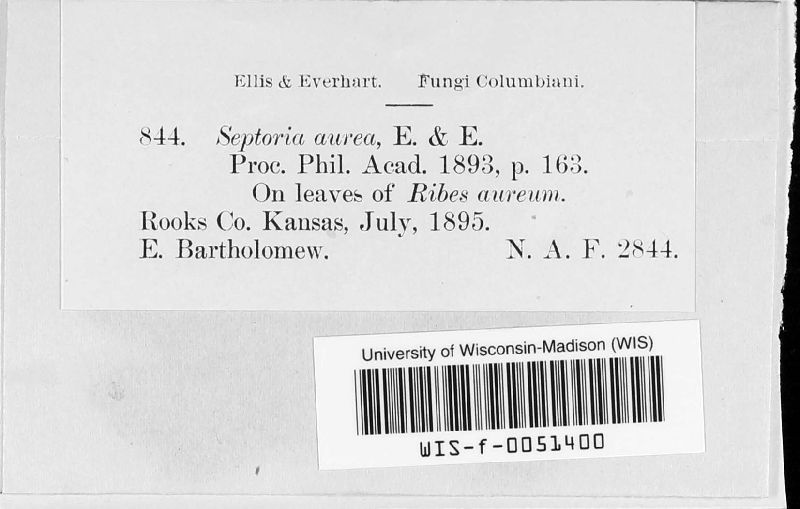 Ellis & Everhart. Fungi Columbiani.
844. Septoria aurea, E. & E.
Proc. Phil. Acad. 1893, p. 163.
On leaves of Ribes aureum.
Rooks Co. Kansas, July, 1895.
E. Bartholomew. N. A. F. 2844.
University of Wisconsin-Madison (WIS)
WIS-f-0051400